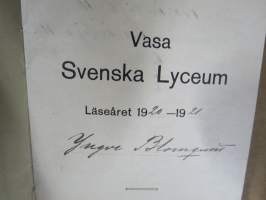 Vasa
Svenska Lyceum
Läseåret 1920–1921
Yngve Blomqvist